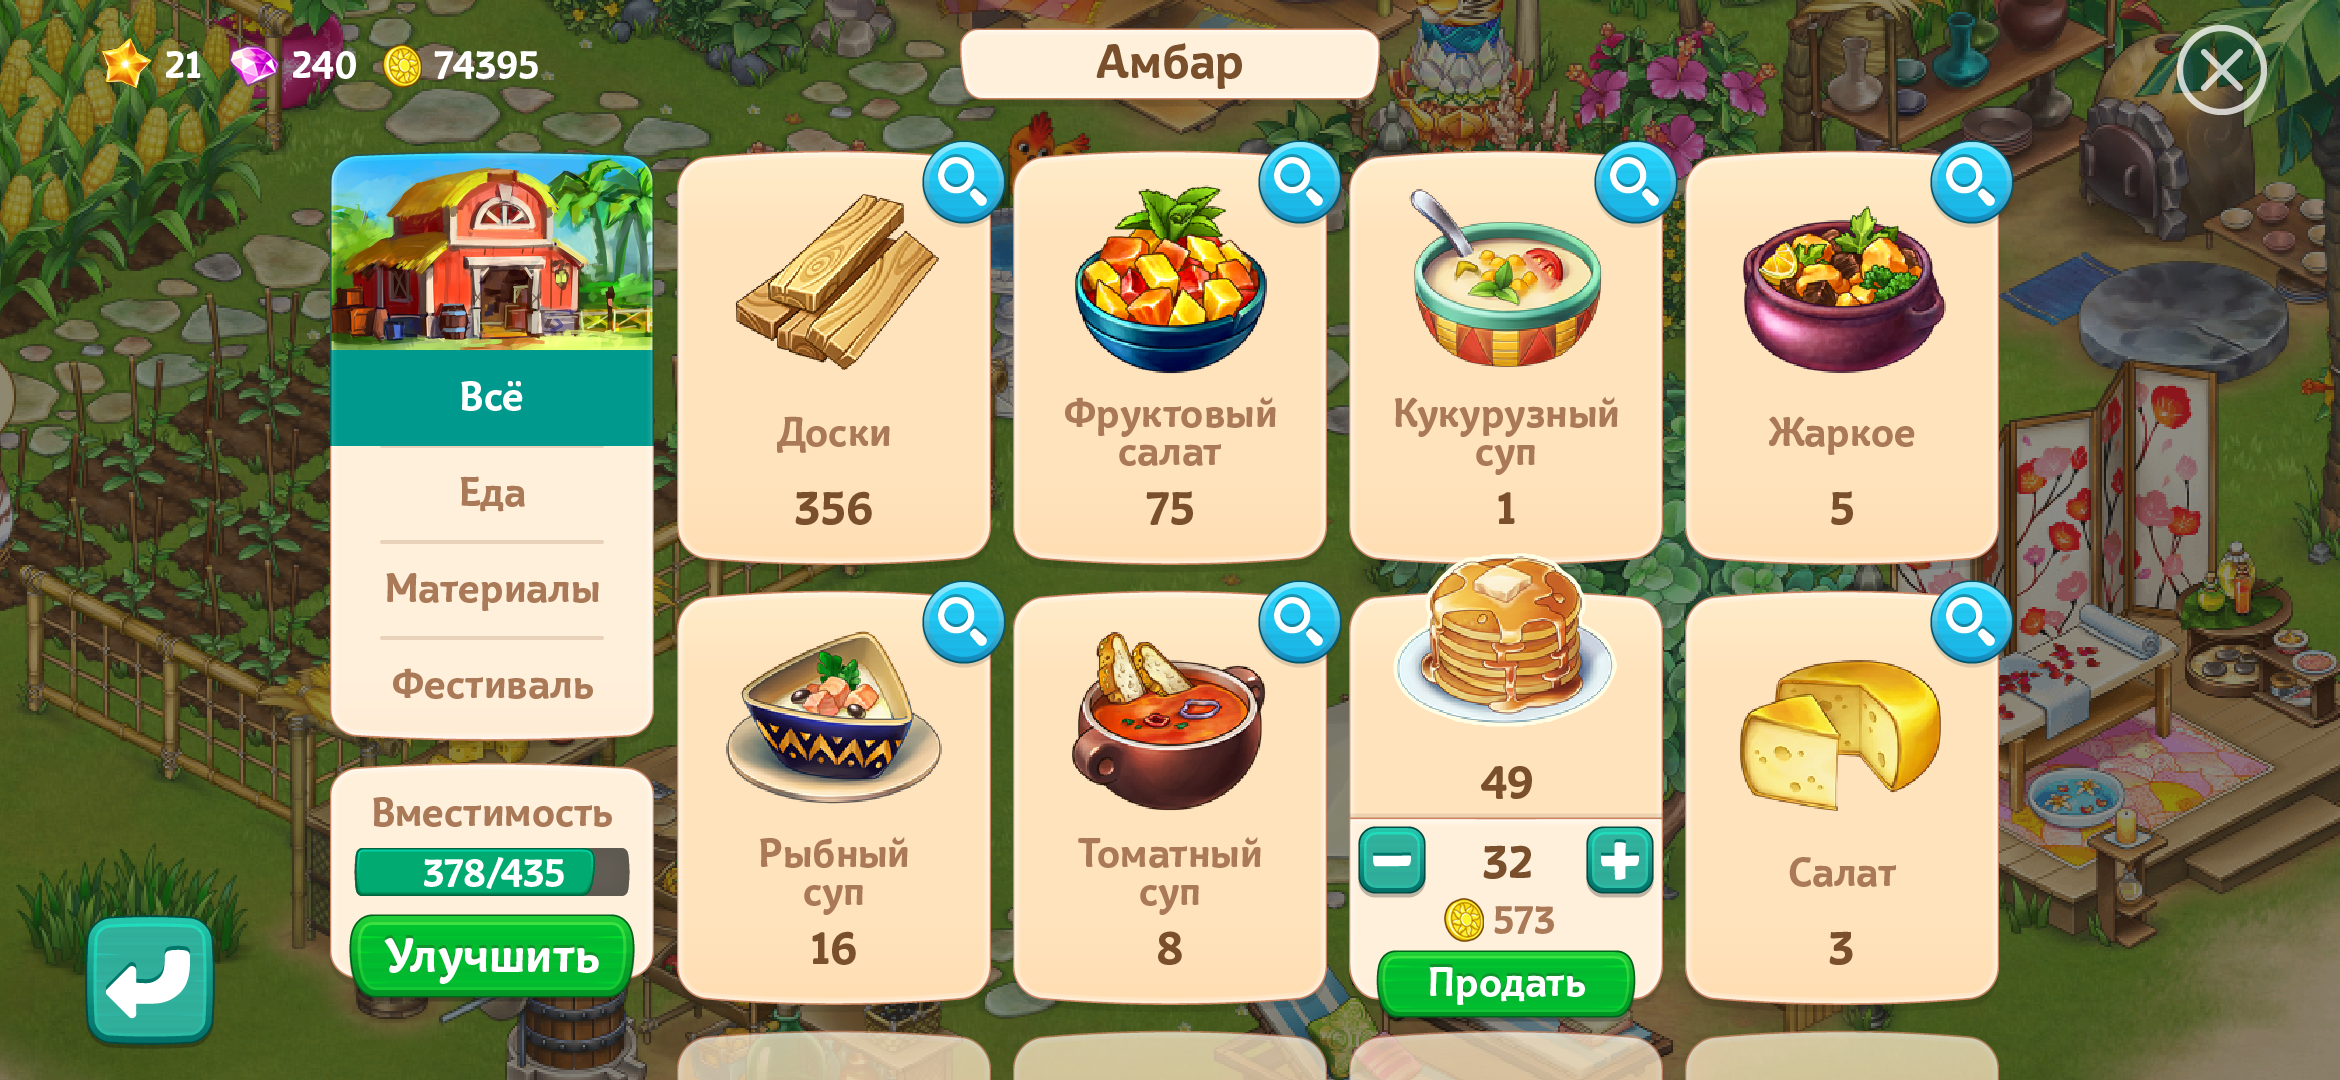 21 240 74395
Амбар
Всё
Еда
Материалы
Фестиваль
Вместимость
378/435
Улучшить
Доски
356
Фруктовый
салат
75
Кукурузный
суп
1
Жаркое
5
Рыбный
суп
16
Томатный
суп
8
49
32
573
Продать
Салат
3